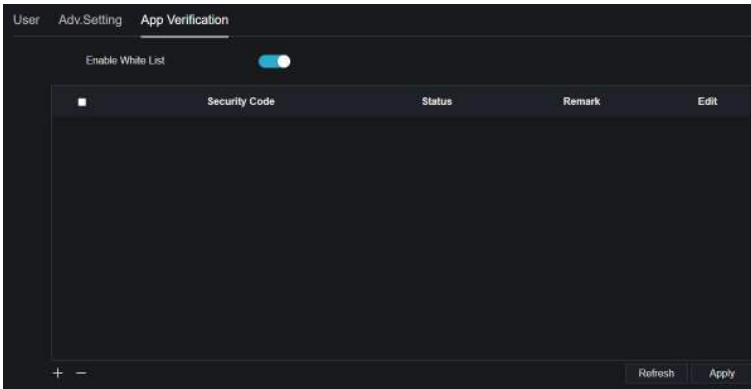 User Adv.Setting App Verification
Enable White List
Security Code Status Remark Edit
+ −
Refresh Apply